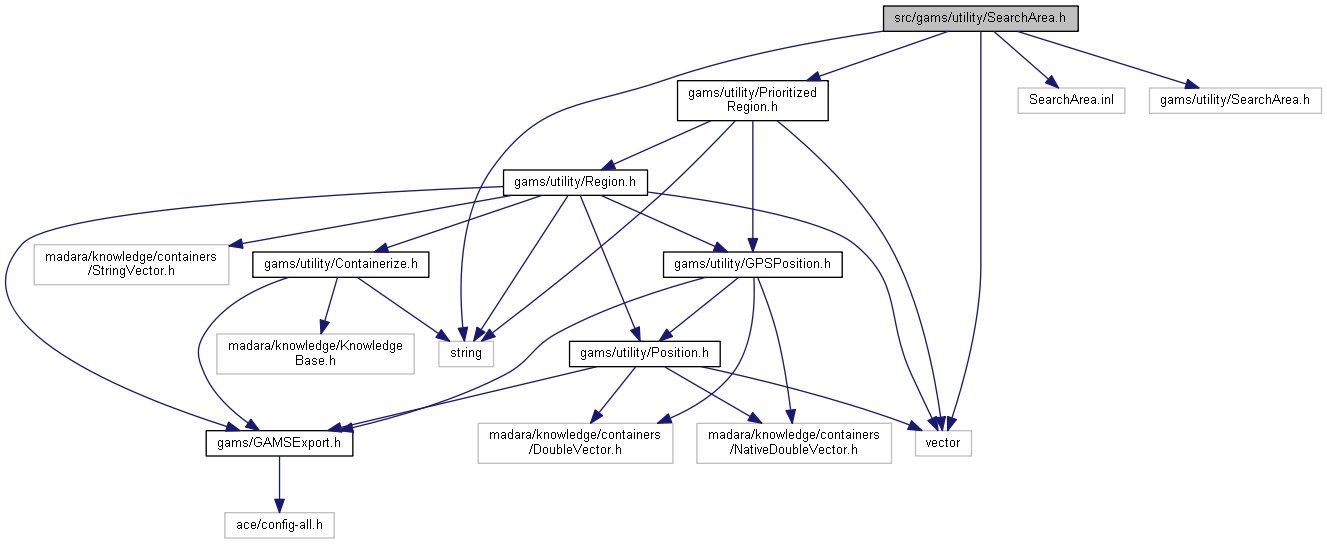 src/gams/utility/SearchArea.h
gams/utility/Prioritized
Region.h
SearchArea.inl
gams/utility/SearchArea.h
gams/utility/Region.h
madara/knowledge/containers
/StringVector.h
gams/utility/Containerize.h
gams/utility/GPSPosition.h
madara/knowledge/Knowledge
Base.h
string
gams/utility/Position.h
gams/GAMSExport.h
madara/knowledge/containers
/DoubleVector.h
madara/knowledge/containers
/NativeDoubleVector.h
vector
ace/config-all.h